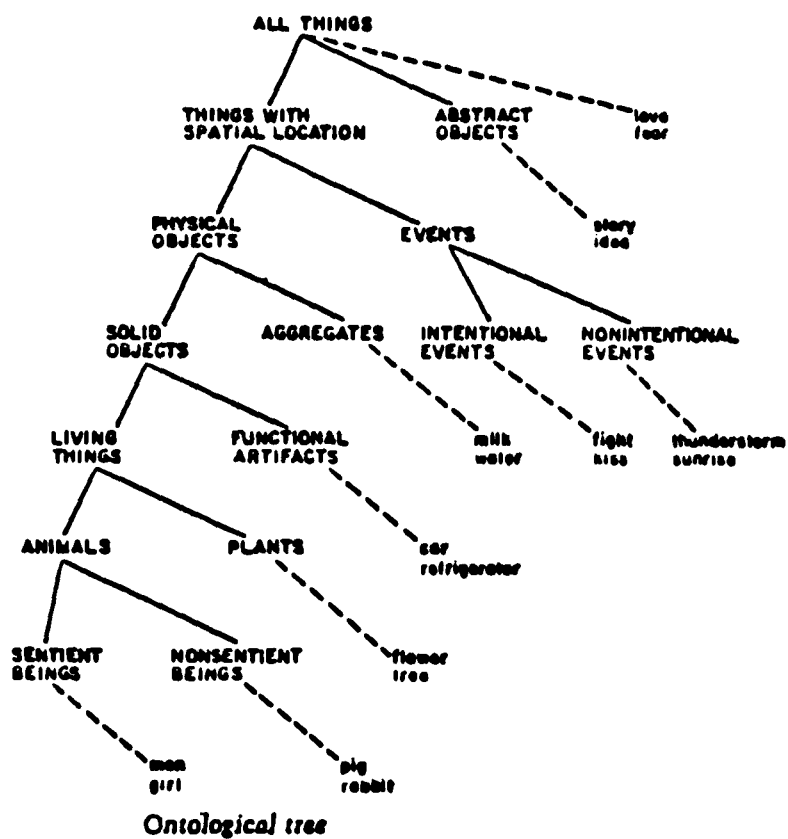 ALL THINGS
THINGS WITH
SPATIAL LOCATION
ABSTRACT
OBJECTS
love
fear
PHYSICAL
OBJECTS
EVENTS
story
idea
SOLID
OBJECTS
AGGREGATES
INTENTIONAL
EVENTS
NONINTENTIONAL
EVENTS
LIVING
THINGS
FUNCTIONAL
ARTIFACTS
milk
water
fight
kiss
thunderstorm
sunrise
ANIMALS
PLANTS
car
refrigerator
SENTIENT
BEINGS
NONSENTIENT
BEINGS
flower
tree
man
girl
pig
rabbit
Ontological tree